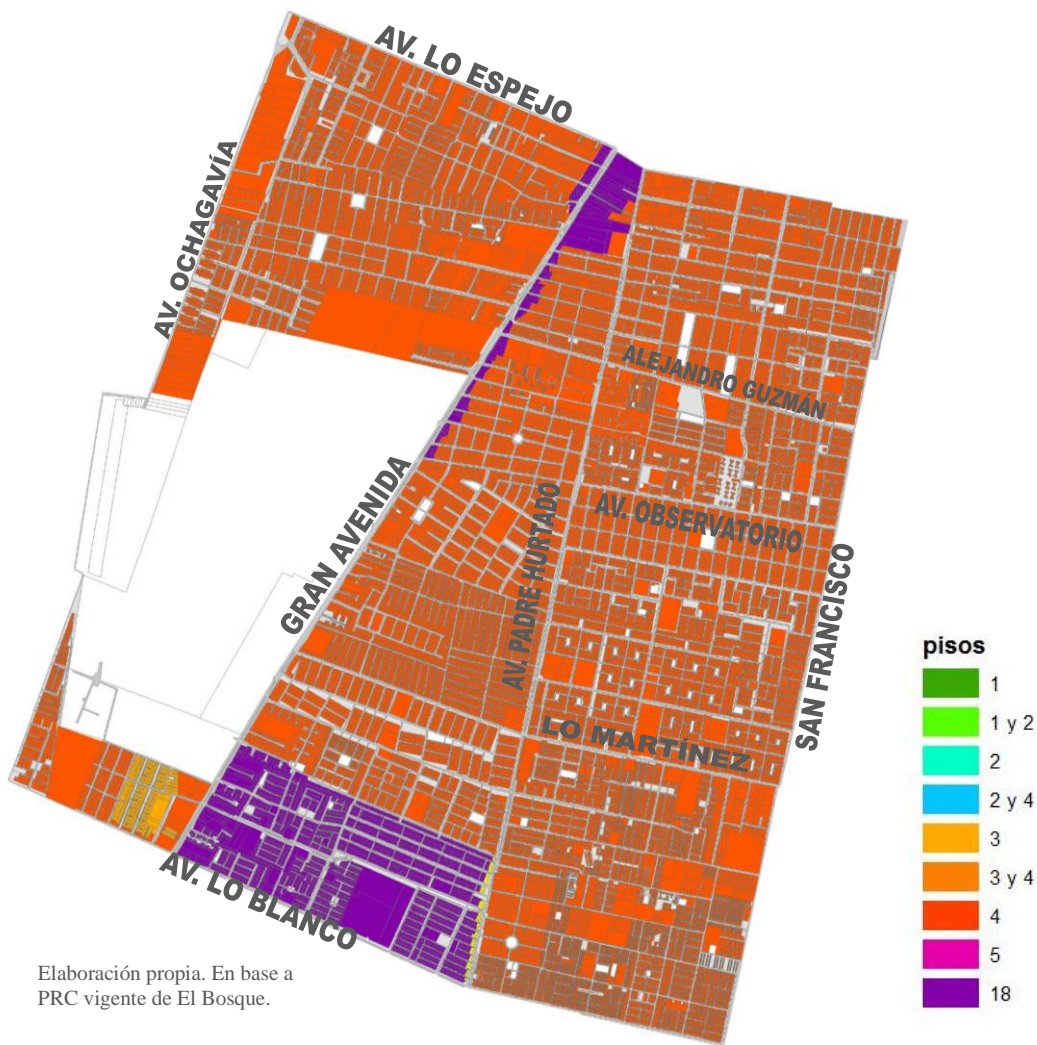 AV. LO ESPEJO
AV. OCHAGAVÍA
ALEJANDRO GUZMÁN
GRAN AVENIDA
AV. PADRE HURTADO
AV. OBSERVATORIO
SAN FRANCISCO
LO MARTÍNEZ
AV. LO BLANCO
pisos
1
1 y 2
2
2 y 4
3
3 y 4
4
5
18
Elaboración propia. En base a
PRC vigente de El Bosque.